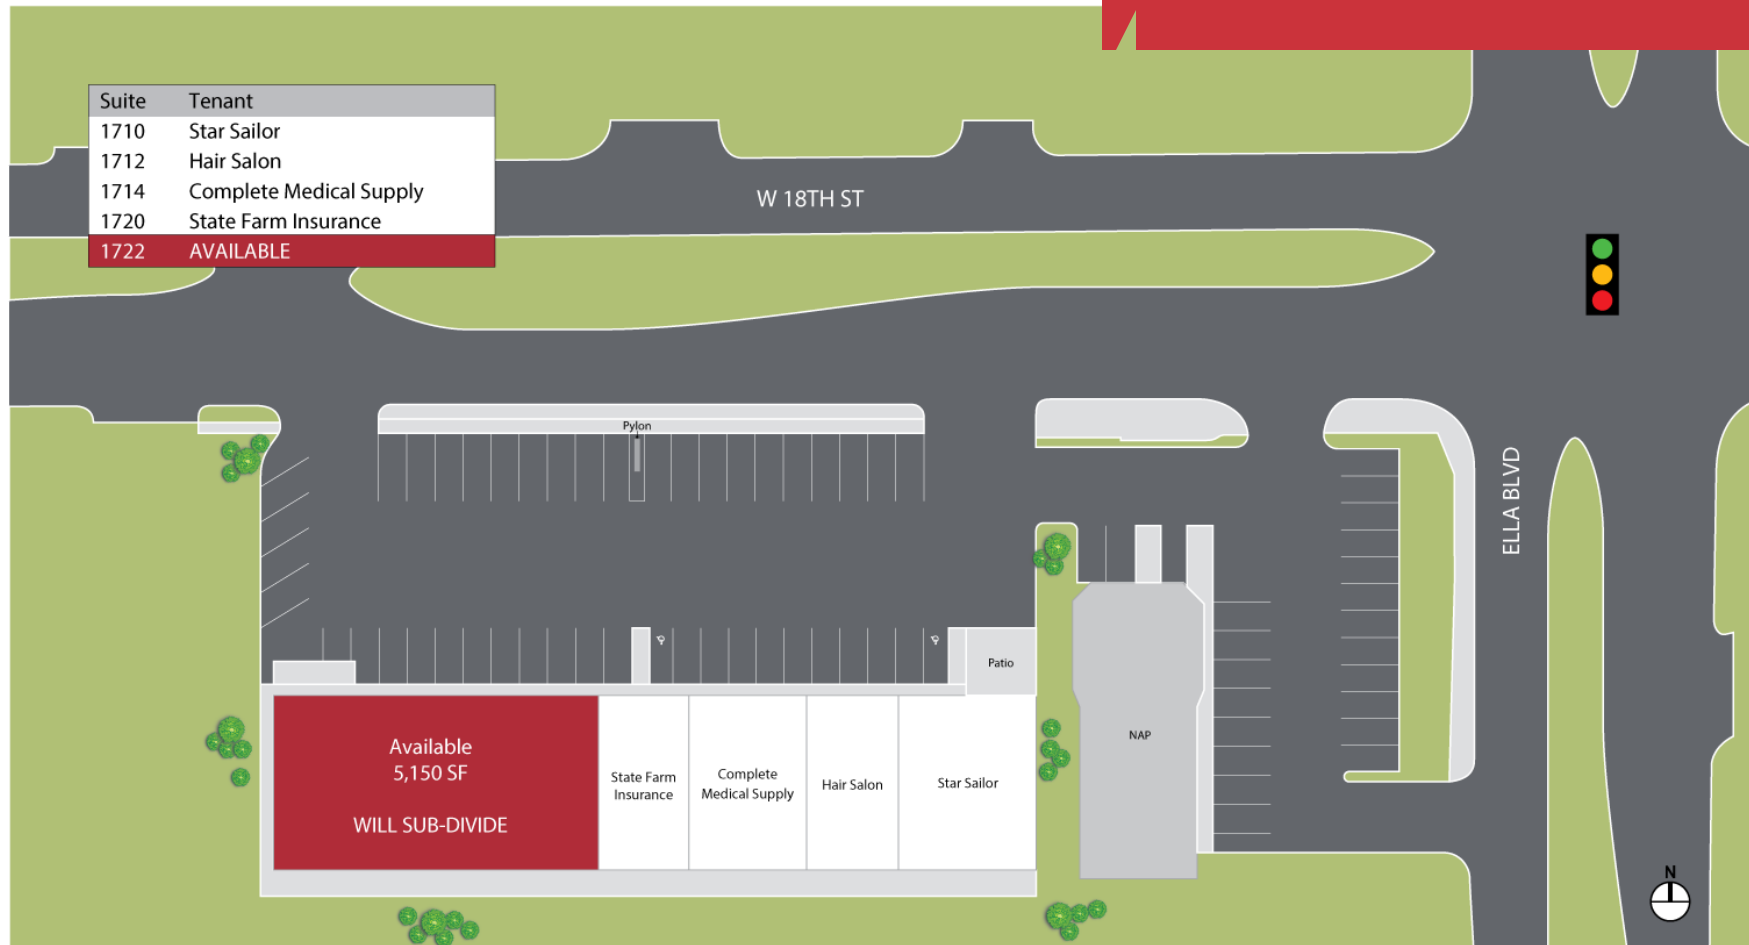 Suite Tenant
1710 Star Sailor
1712 Hair Salon
1714 Complete Medical Supply
1720 State Farm Insurance
1722 AVAILABLE
W 18TH ST
Pylon
ELLA BLVD
Patio
NAP
Available
5,150 SF
WILL SUB-DIVIDE
State Farm
Insurance
Complete
Medical Supply
Hair Salon
Star Sailor
N